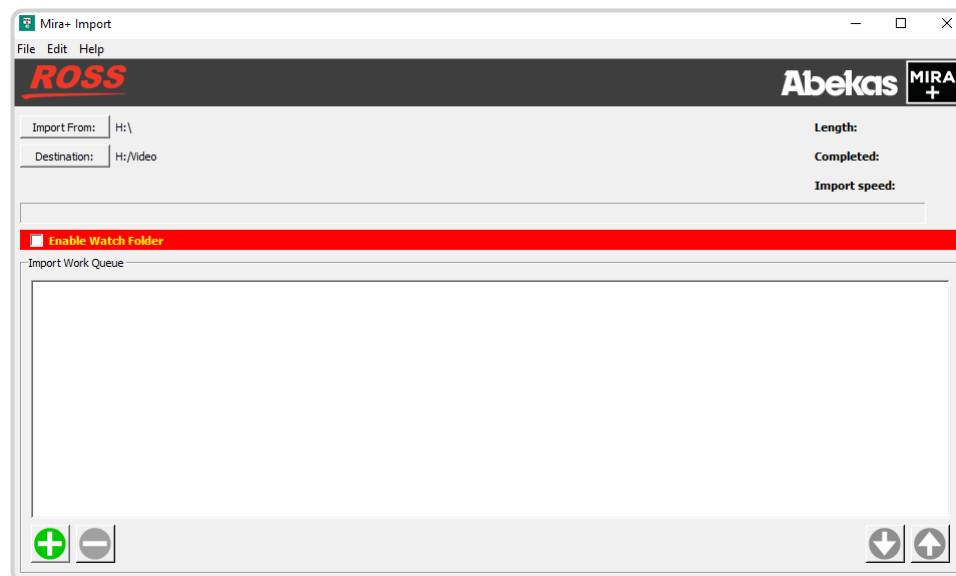 Mira+ Import
File Edit Help
ROSS
Abekas MIRA
+
Import From: H:\
Length:
Destination: H:/Video
Completed:
Import speed:
Enable Watch Folder
Import Work Queue